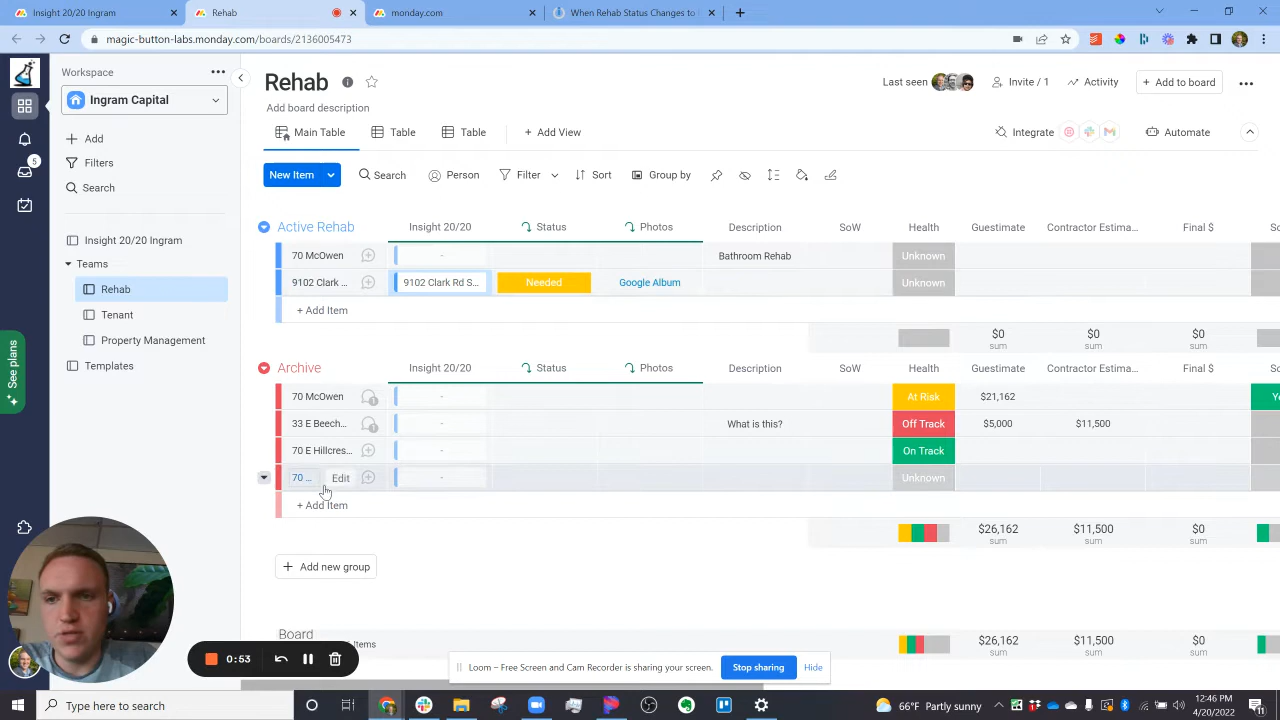 Insight 20/20 Ingram
Rehab
monday.com
When Rehab Status Changes to
magic-button-labs.monday.com/boards/2136005473
Workspace
Ingram Capital
Add
Filters
Search
Insight 20/20 Ingram
Teams
Rehab
Tenant
Property Management
Templates
5
See plans
Rehab
Add board description
Last seen
Invite / 1
Activity
+ Add to board
Main Table
Table
Table
+ Add View
Integrate
Automate
New Item
Search
Person
Filter
Sort
Group by
Active Rehab Insight 20/20 Status Photos Description SoW Health Guestimate Contractor Estima... Final $ So
70 McOwen - Bathroom Rehab Unknown
9102 Clark ... 9102 Clark Rd S... Needed Google Album Unknown
+ Add Item
$0 $0 $0
sum sum sum
Archive Insight 20/20 Status Photos Description SoW Health Guestimate Contractor Estima... Final $ So
70 McOwen 1 - At Risk $21,162 Ye
33 E Beech... 1 - What is this? Off Track $5,000 $11,500
70 E Hillcres... - On Track
70 ... Edit - Unknown
+ Add Item
$26,162 $11,500 $0
sum sum sum
+ Add new group
Board
Items
$26,162 $11,500 $0
sum sum sum
0:53
Loom – Free Screen and Cam Recorder is sharing your screen. Stop sharing Hide
Type here to search
66°F Partly sunny
12:46 PM
4/20/2022
11